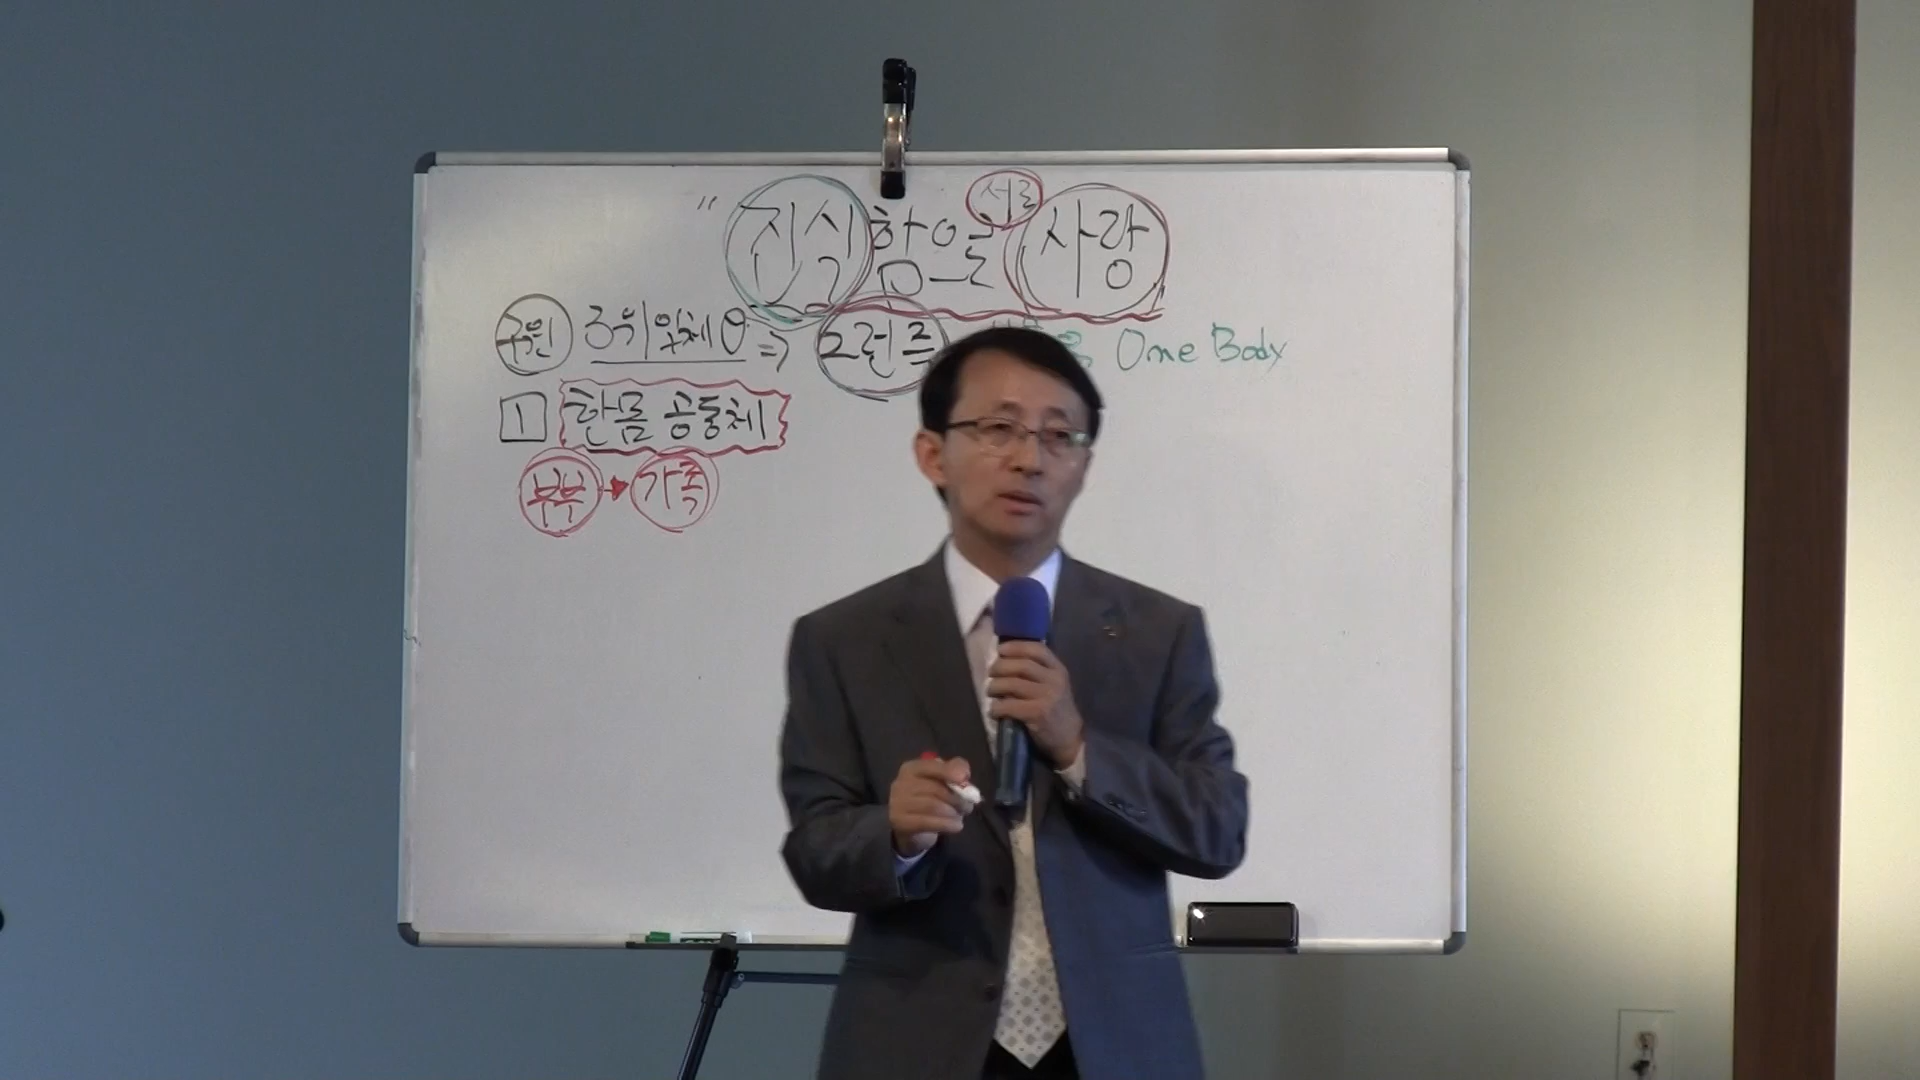 " 진심함으로 서로 사랑
구원 3위일체 θ => 그런즉 One Body
1 한몸 공동체
부부 → 가족